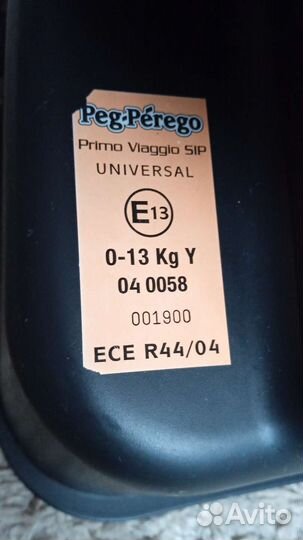 Peg-Pérego
Primo Viaggio SIP
UNIVERSAL
E13
0-13 Kg Y
04 0058
001900
ECE R44/04
Avito